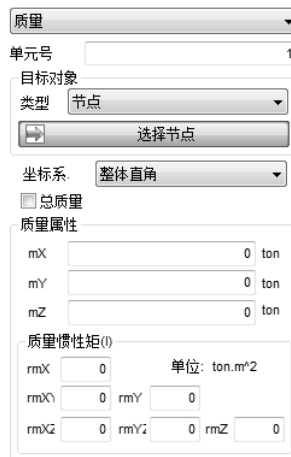 质量
单元号 1
目标对象
类型 节点
选择节点
坐标系. 整体直角
总质量
质量属性
mX 0 ton
mY 0 ton
mZ 0 ton
质量惯性矩(I)
rmX 0 单位: ton.m^2
rmXY 0 rmY 0
rmXZ 0 rmYZ 0 rmZ 0